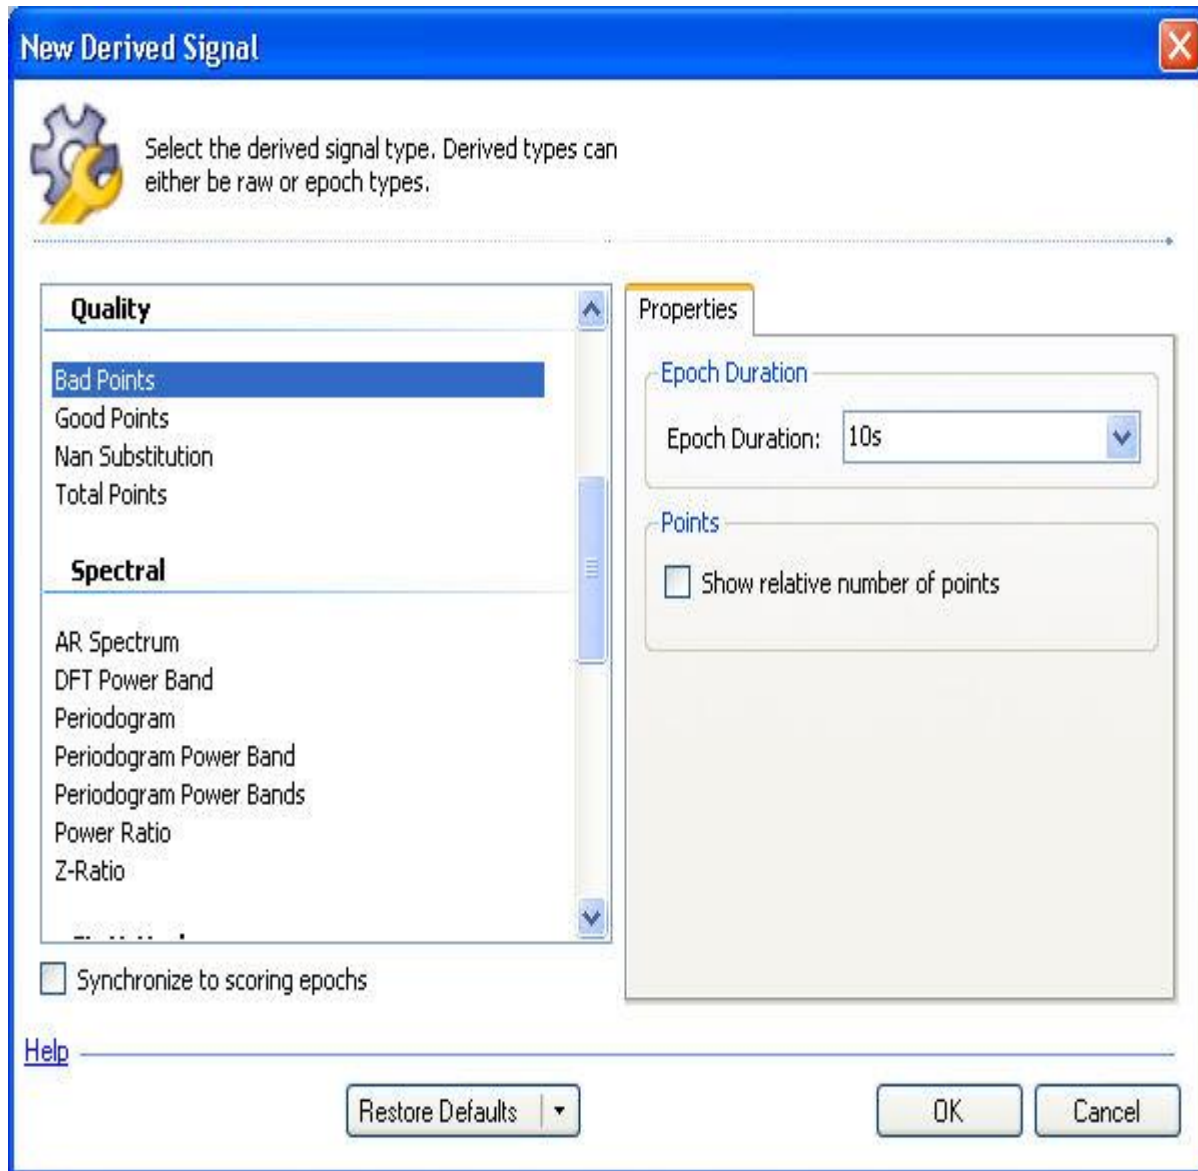 New Derived Signal
Select the derived signal type. Derived types can
either be raw or epoch types.
Quality
Bad Points
Good Points
Nan Substitution
Total Points
Spectral
AR Spectrum
DFT Power Band
Periodogram
Periodogram Power Band
Periodogram Power Bands
Power Ratio
Z-Ratio
Synchronize to scoring epochs
Properties
Epoch Duration
Epoch Duration: 10s
Points
Show relative number of points
Help
Restore Defaults
OK
Cancel